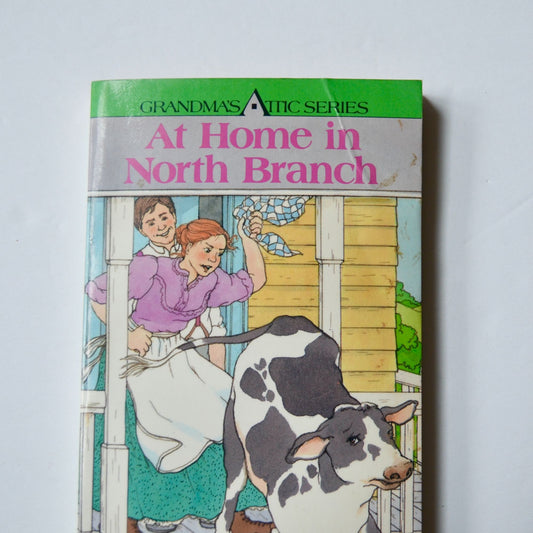 GRANDMA'S ATTIC SERIES
At Home in
North Branch